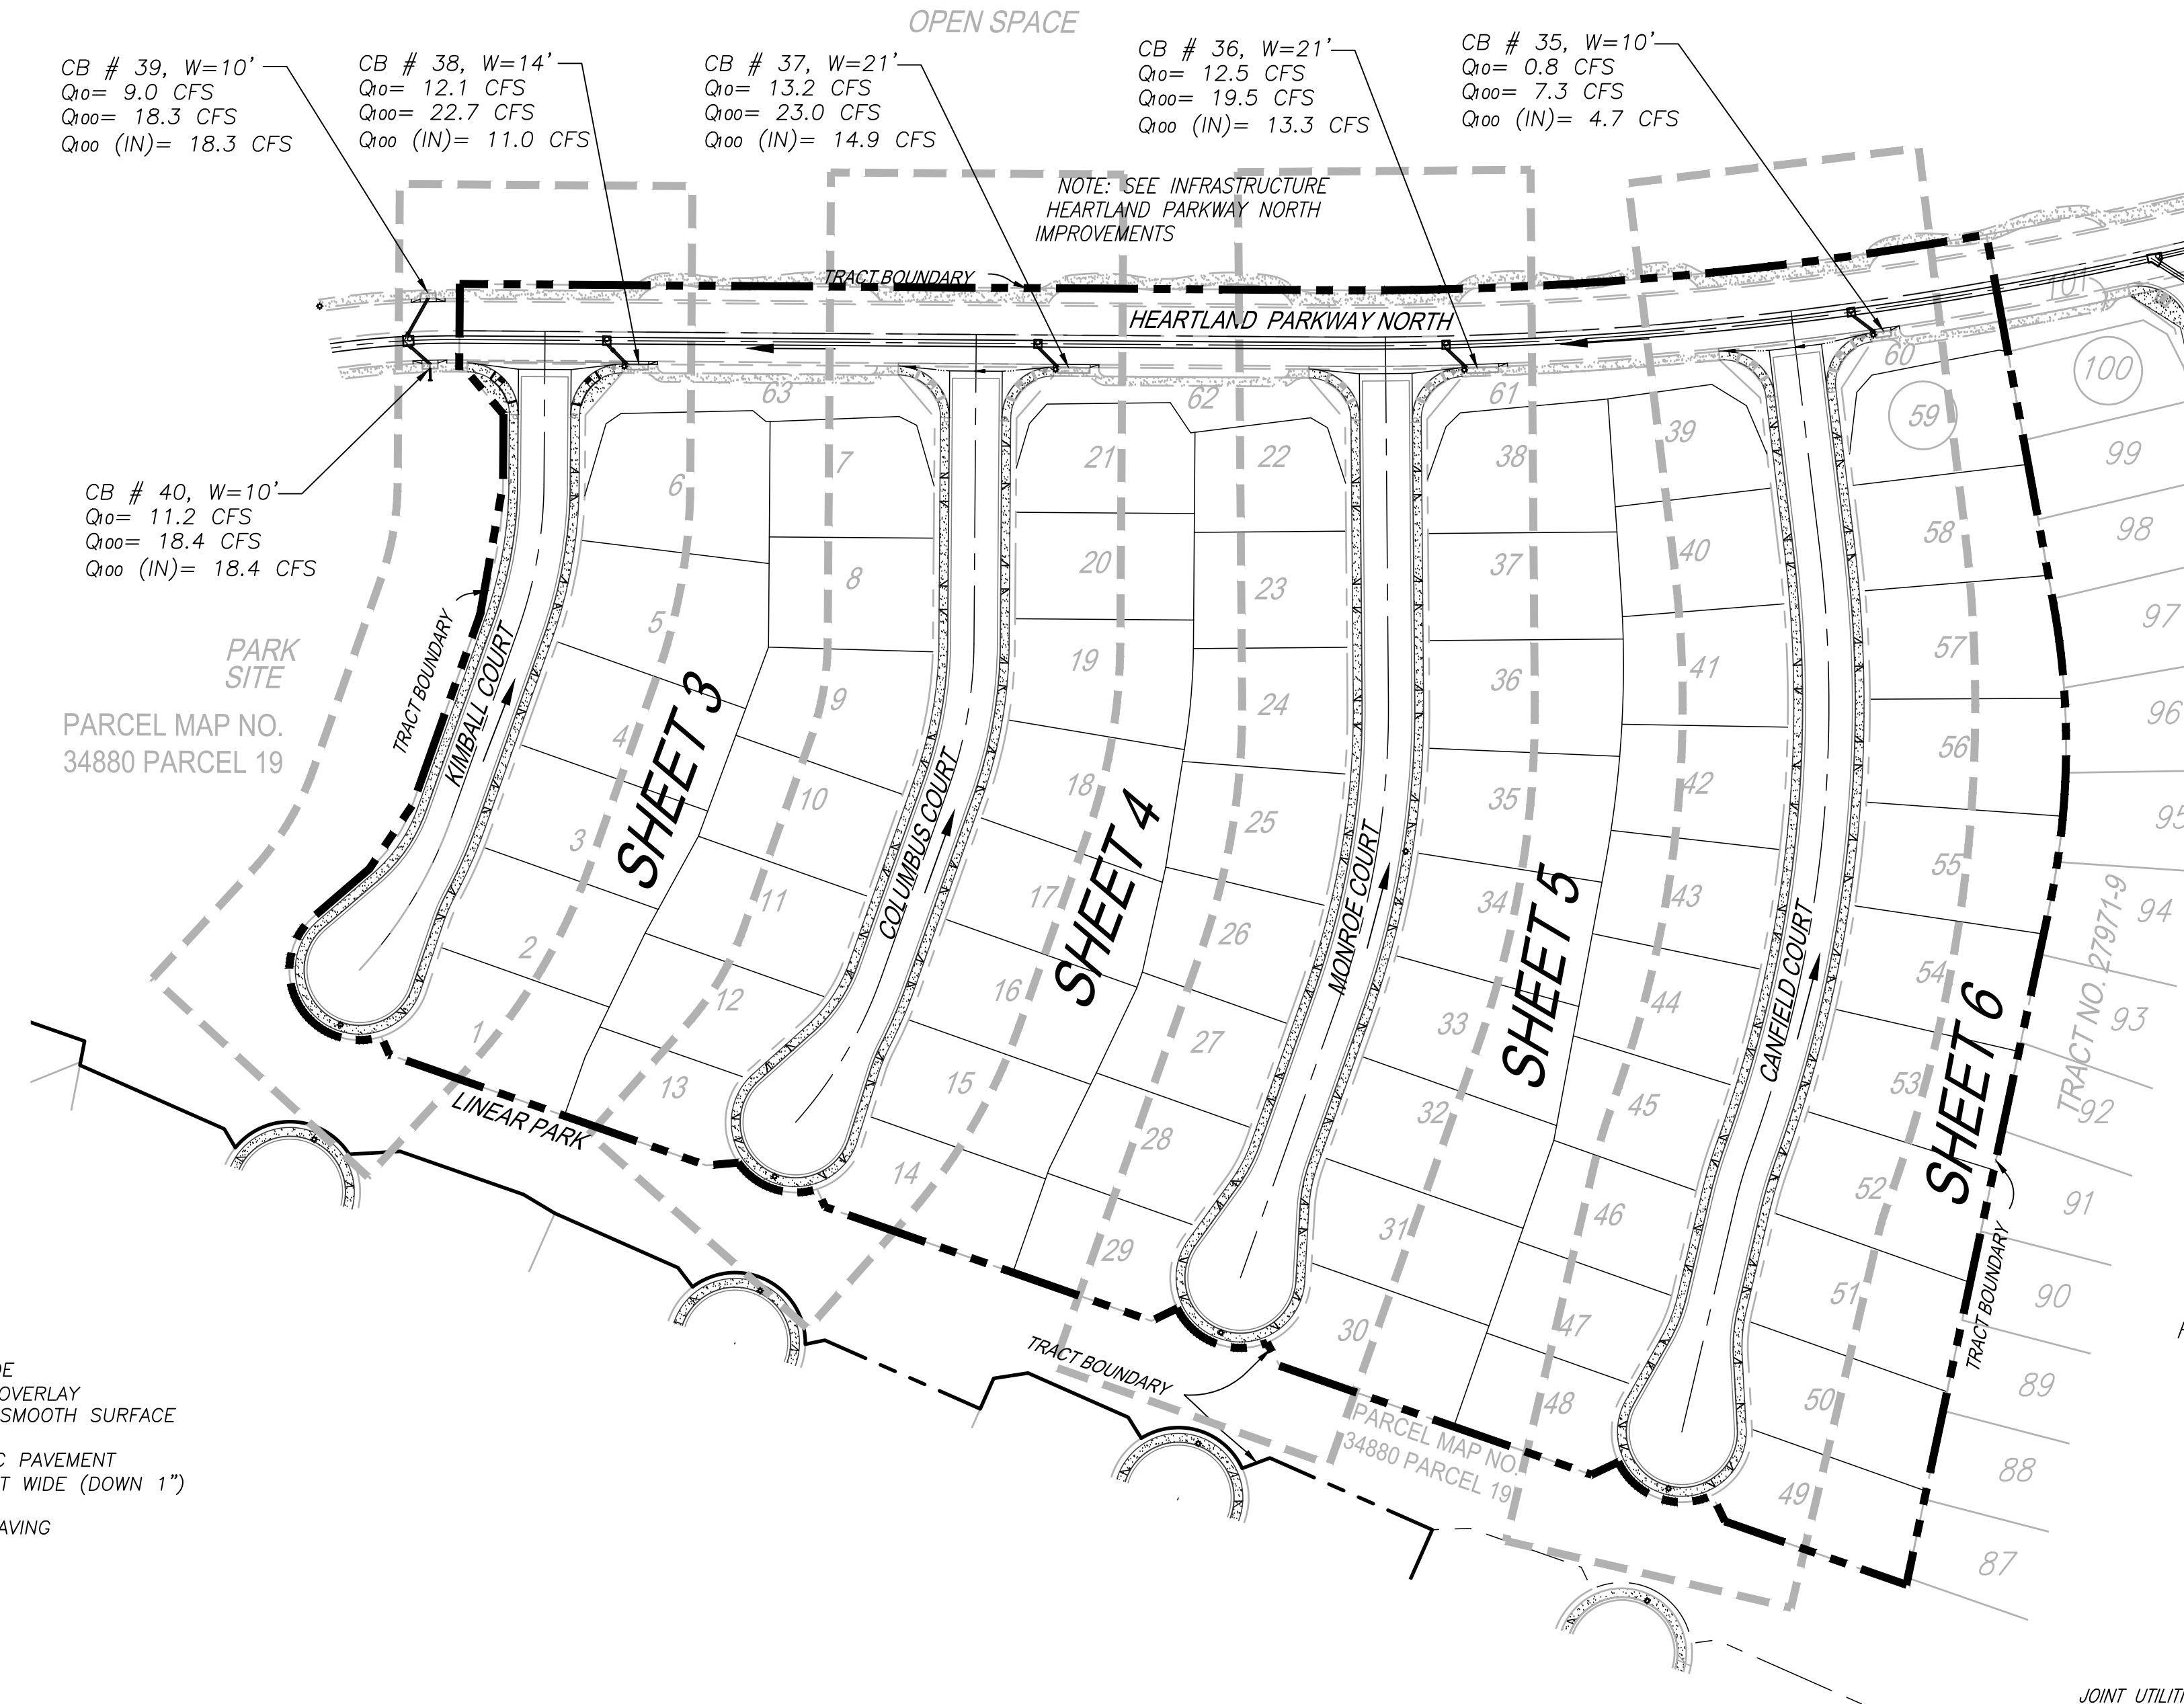 OPEN SPACE
CB # 39, W=10'
Q10= 9.0 CFS
Q100= 18.3 CFS
Q100 (IN)= 18.3 CFS
CB # 38, W=14'
Q10= 12.1 CFS
Q100= 22.7 CFS
Q100 (IN)= 11.0 CFS
CB # 37, W=21'
Q10= 13.2 CFS
Q100= 23.0 CFS
Q100 (IN)= 14.9 CFS
CB # 36, W=21'
Q10= 12.5 CFS
Q100= 19.5 CFS
Q100 (IN)= 13.3 CFS
CB # 35, W=10'
Q10= 0.8 CFS
Q100= 7.3 CFS
Q100 (IN)= 4.7 CFS
NOTE: SEE INFRASTRUCTURE
HEARTLAND PARKWAY NORTH
IMPROVEMENTS
TRACT BOUNDARY
HEARTLAND PARKWAY NORTH
CB # 40, W=10'
Q10= 11.2 CFS
Q100= 18.4 CFS
Q100 (IN)= 18.4 CFS
PARK
SITE
PARCEL MAP NO.
34880 PARCEL 19
TRACT BOUNDARY
KIMBALL COURT
SHEET 3
COLUMBUS COURT
SHEET 4
MONROE COURT
SHEET 5
CANFIELD COURT
SHEET 6
TRACT NO. 27971-9
TRACT BOUNDARY
LINEAR PARK
TRACT BOUNDARY
PARCEL MAP NO.
34880 PARCEL 19
63
62
61
60
101
100
59
6
5
4
3
2
1
7
8
9
10
11
12
13
21
20
19
18
17
16
15
14
22
23
24
25
26
27
28
29
38
37
36
35
34
33
32
31
30
39
40
41
42
43
44
45
46
47
48
58
57
56
55
54
53
52
51
50
49
99
98
97
96
95
94
93
92
91
90
89
88
87
OVERLAY
SMOOTH SURFACE
PAVEMENT
WIDE (DOWN 1")
JOINT